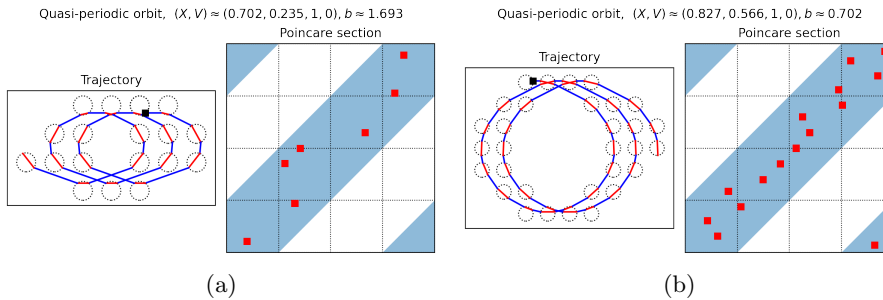 Quasi-periodic orbit, (X, V) ≈ (0.702, 0.235, 1, 0), b ≈ 1.693
Poincare section
Trajectory
(a)
Quasi-periodic orbit, (X, V) ≈ (0.827, 0.566, 1, 0), b ≈ 0.702
Poincare section
Trajectory
(b)